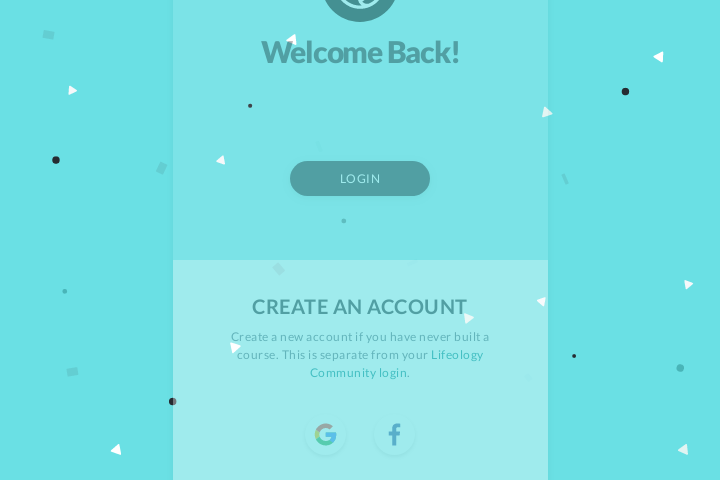 Welcome Back!
LOGIN
CREATE AN ACCOUNT
Create a new account if you have never built a
course. This is separate from your Lifeology
Community login.